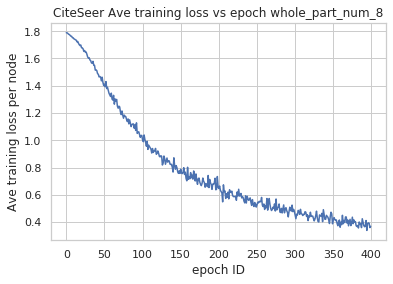 CiteSeer Ave training loss vs epoch whole_part_num_8
Ave training loss per node
1.8
1.6
1.4
1.2
1.0
0.8
0.6
0.4
0 50 100 150 200 250 300 350 400
epoch ID